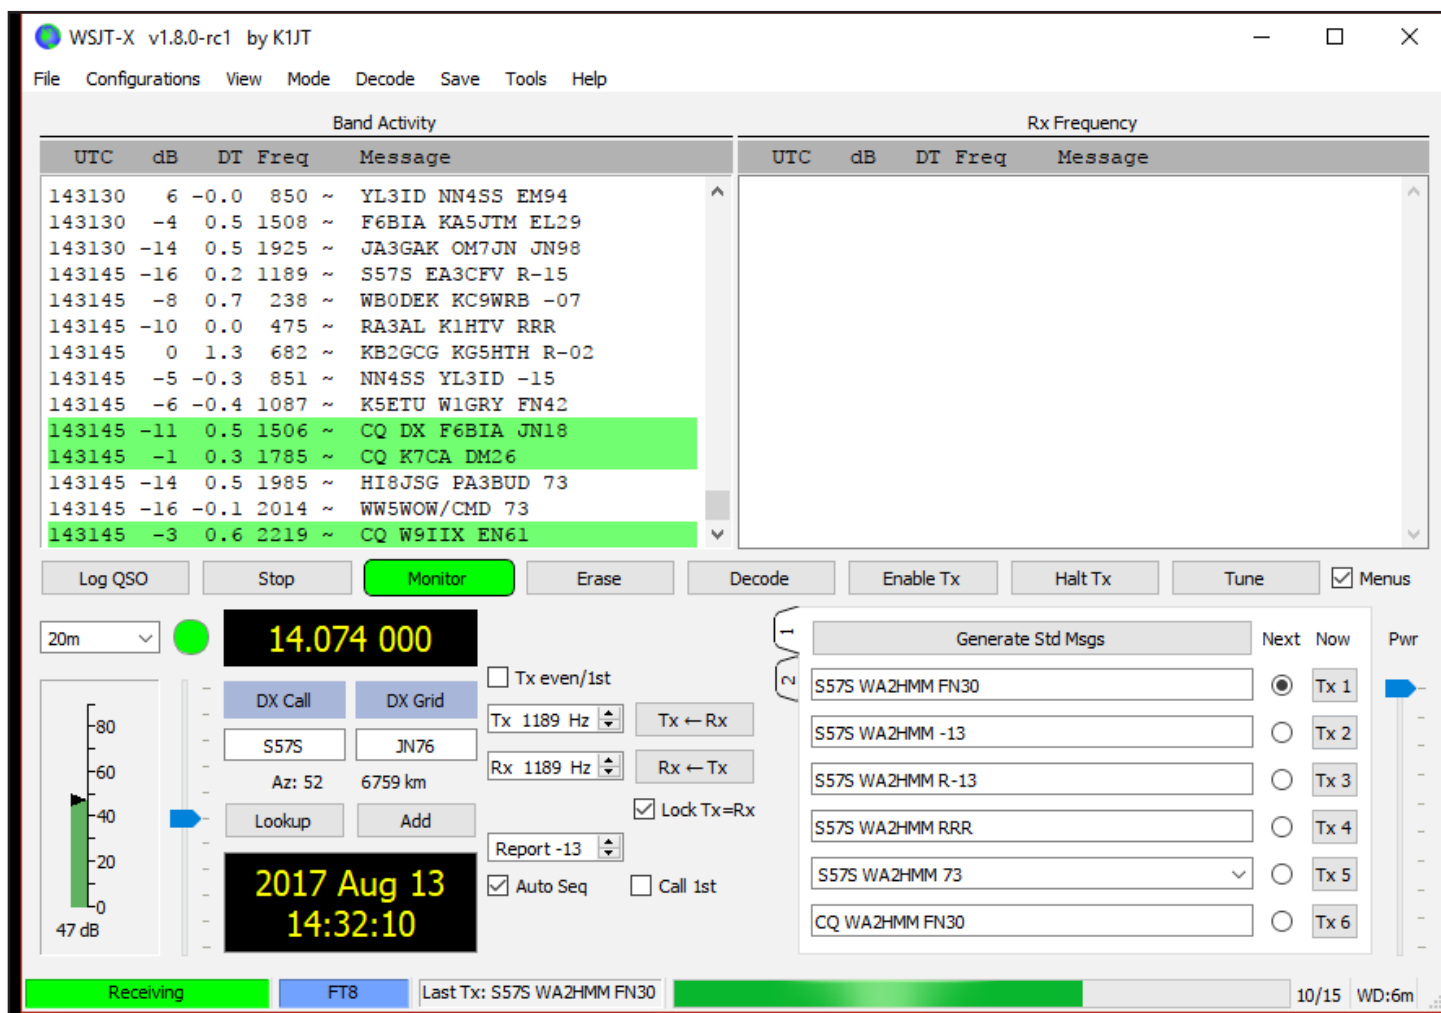 WSJT-X v1.8.0-rc1 by K1JT
File Configurations View Mode Decode Save Tools Help
Band Activity
UTC dB DT Freq Message
143130 6 -0.0 850 ~ YL3ID NN4SS EM94
143130 -4 0.5 1508 ~ F6BIA KA5JTM EL29
143130 -14 0.5 1925 ~ JA3GAK OM7JN JN98
143145 -16 0.2 1189 ~ S57S EA3CFV R-15
143145 -8 0.7 238 ~ WB0DEK KC9WRB -07
143145 -10 0.0 475 ~ RA3AL K1HTV RRR
143145 0 1.3 682 ~ KB2GCG KG5HTH R-02
143145 -5 -0.3 851 ~ NN4SS YL3ID -15
143145 -6 -0.4 1087 ~ K5ETU W1GRY FN42
143145 -11 0.5 1506 ~ CQ DX F6BIA JN18
143145 -1 0.3 1785 ~ CQ K7CA DM26
143145 -14 0.5 1985 ~ HI8JSG PA3BUD 73
143145 -16 -0.1 2014 ~ WW5WOW/CMD 73
143145 -3 0.6 2219 ~ CQ W9IIX EN61
Rx Frequency
UTC dB DT Freq Message
Log QSO Stop Monitor Erase Decode Enable Tx Halt Tx Tune Menus
20m
14.074 000
-80
-60
-40
-20
-0
47 dB
DX Call DX Grid
S57S JN76
Az: 52 6759 km
Lookup Add
2017 Aug 13
14:32:10
Tx even/1st
Tx 1189 Hz Tx ← Rx
Rx 1189 Hz Rx ← Tx
Lock Tx=Rx
Report -13
Auto Seq Call 1st
1
2
Generate Std Msgs Next Now Pwr
S57S WA2HMM FN30 Tx 1
S57S WA2HMM -13 Tx 2
S57S WA2HMM R-13 Tx 3
S57S WA2HMM RRR Tx 4
S57S WA2HMM 73 Tx 5
CQ WA2HMM FN30 Tx 6
Receiving FT8 Last Tx: S57S WA2HMM FN30 10/15 WD:6m